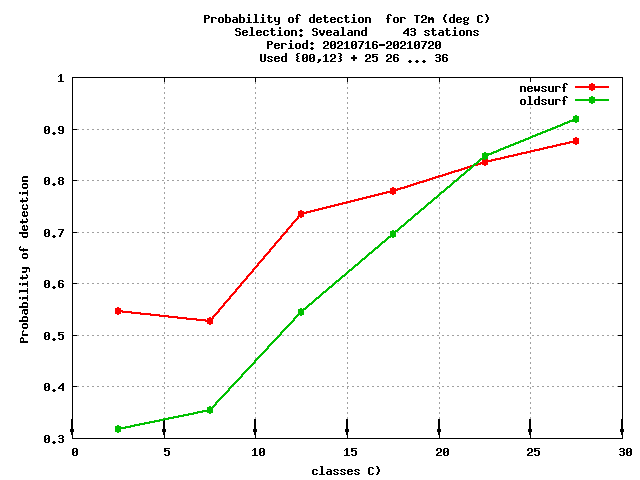 Probability of detection  for T2m (deg C)
Selection: Svealand     43 stations
Period: 20210716-20210720
Used {00,12} + 25 26 ... 36
newsurf
oldsurf
1
0.9
0.8
0.7
0.6
0.5
0.4
0.3
Probability of detection
0 5 10 15 20 25 30
classes C)